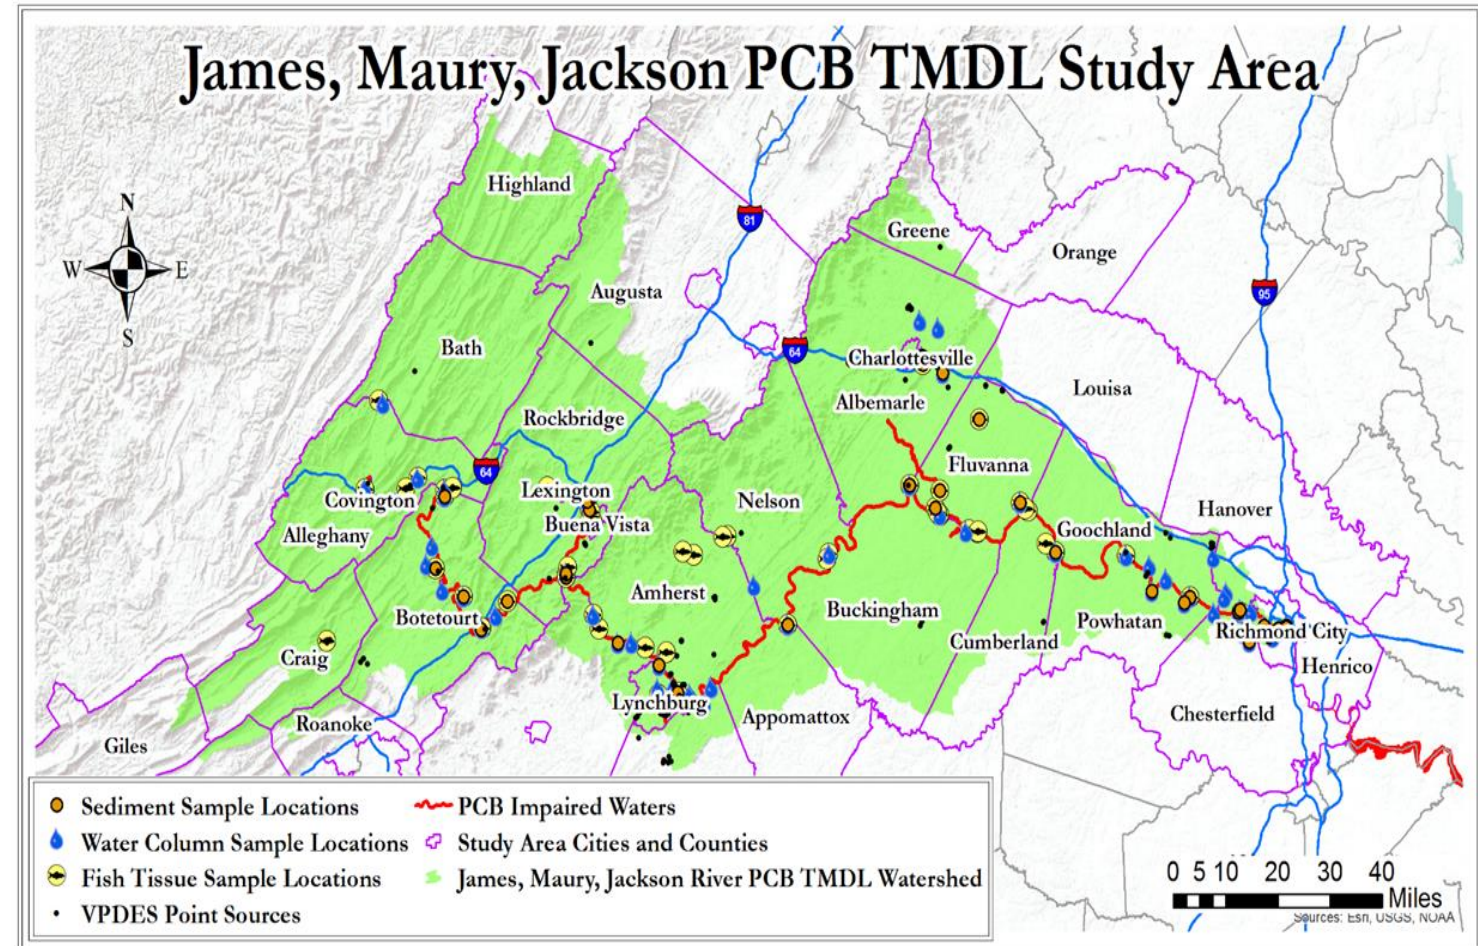 James, Maury, Jackson PCB TMDL Study Area
N
W E
S
Highland
81
Greene
Orange
Augusta
95
Bath
64
Charlottesville
Louisa
Albemarle
Rockbridge
64
Fluvanna
Lexington
Covington
Nelson
Hanover
Buena Vista
Goochland
Alleghany
Amherst
Buckingham
Botetourt
Powhatan
Richmond City
Cumberland
Craig
Henrico
Lynchburg
Chesterfield
Appomattox
Roanoke
Giles
Sediment Sample Locations
Water Column Sample Locations
Fish Tissue Sample Locations
VPDES Point Sources
PCB Impaired Waters
Study Area Cities and Counties
James, Maury, Jackson River PCB TMDL Watershed
0 5 10 20 30 40
Miles
Sources: Esri, USGS, NOAA